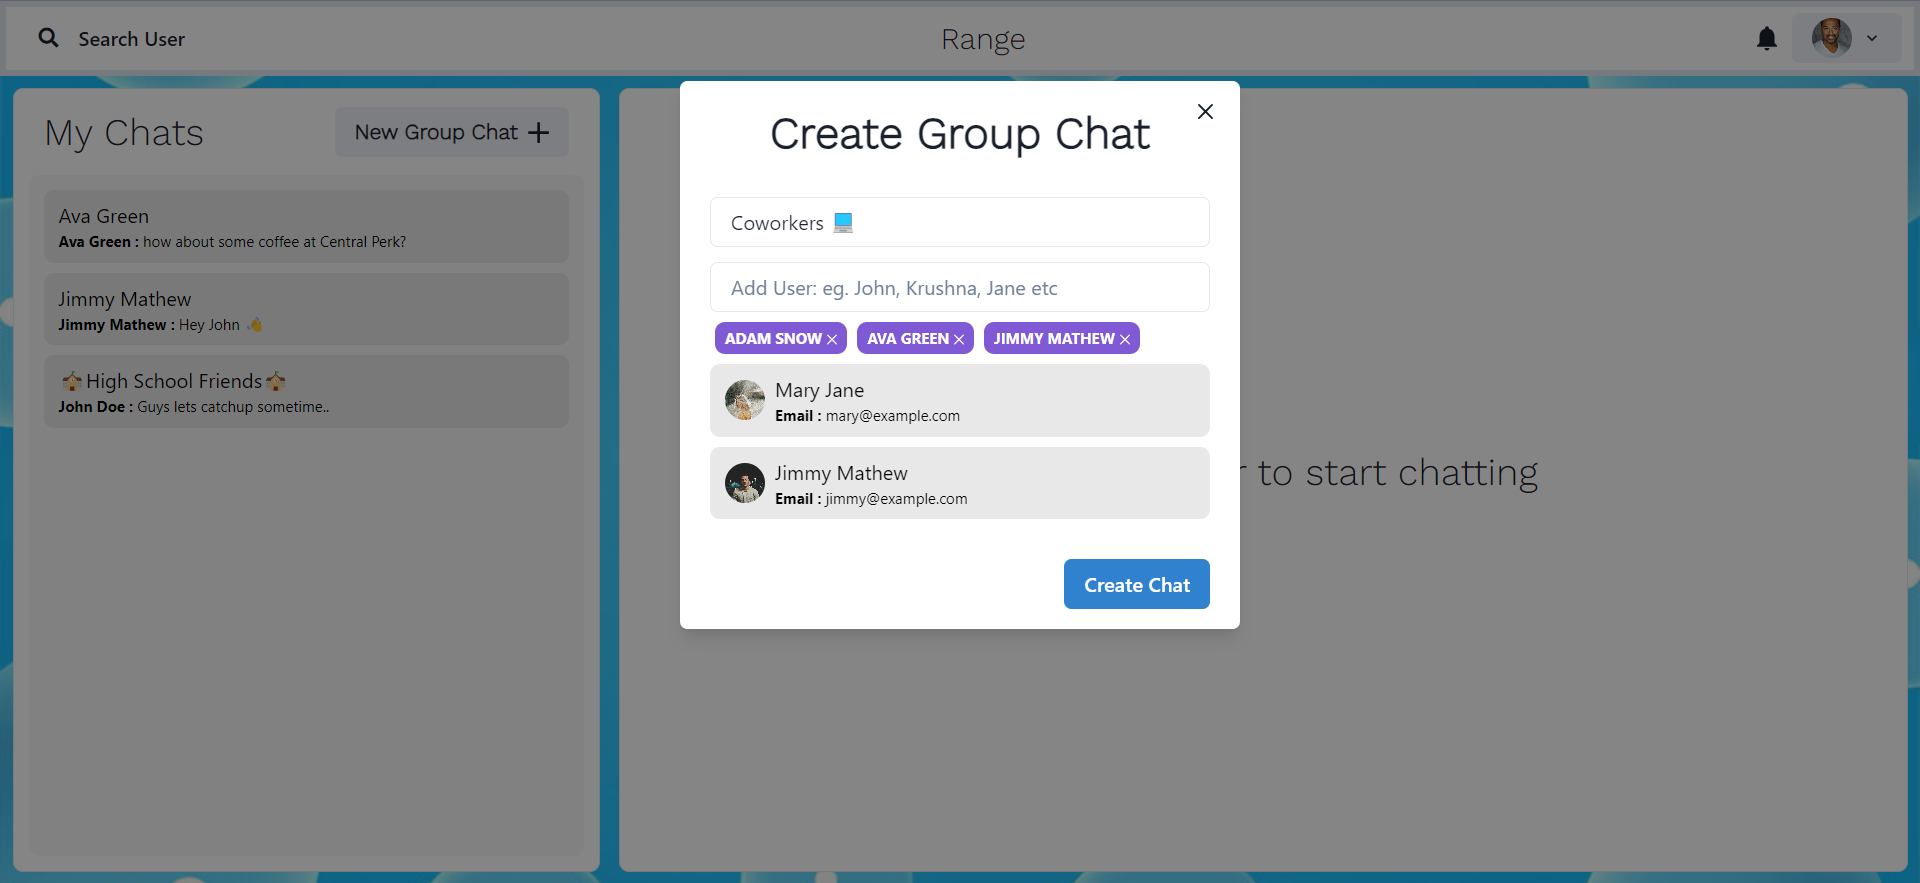 Search User
Range
My Chats
New Group Chat
Ava Green
Ava Green : how about some coffee at Central Perk?
Jimmy Mathew
Jimmy Mathew : Hey John 👋
🏫High School Friends🏫
John Doe : Guys lets catchup sometime..
Create Group Chat
Coworkers 💻
Add User: eg. John, Krushna, Jane etc
ADAM SNOW AVA GREEN JIMMY MATHEW
Mary Jane
Email : mary@example.com
Jimmy Mathew
Email : jimmy@example.com
Create Chat
to start chatting